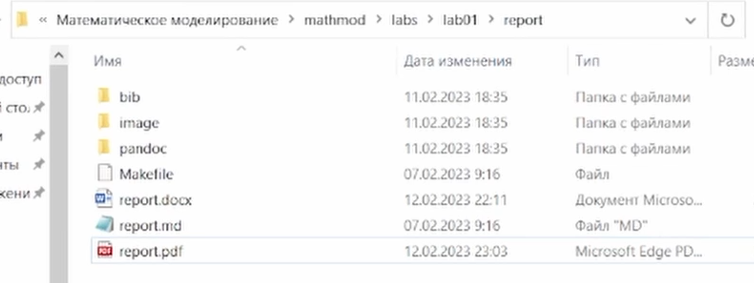 « Математическое моделирование > mathmod > labs > lab01 > report
Имя Дата изменения Тип Разме
доступ
bib 11.02.2023 18:35 Папка с файлами
й стол
image 11.02.2023 18:35 Папка с файлами
и
pandoc 11.02.2023 18:35 Папка с файлами
нты
Makefile 07.02.2023 9:16 Файл
жени
report.docx 12.02.2023 22:11 Документ Microso...
report.md 07.02.2023 9:16 Файл "MD"
PDF report.pdf 12.02.2023 23:03 Microsoft Edge PD...